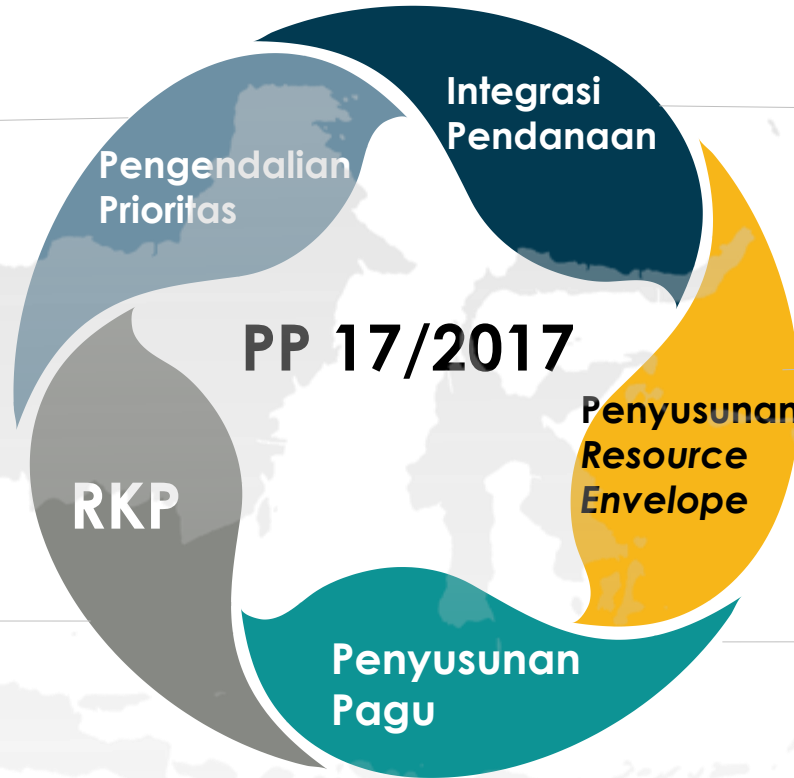 Integrasi
Pendanaan
Pengendalian
Prioritas
PP 17/2017
Penyusunan
Resource
Envelope
RKP
Penyusunan
Pagu